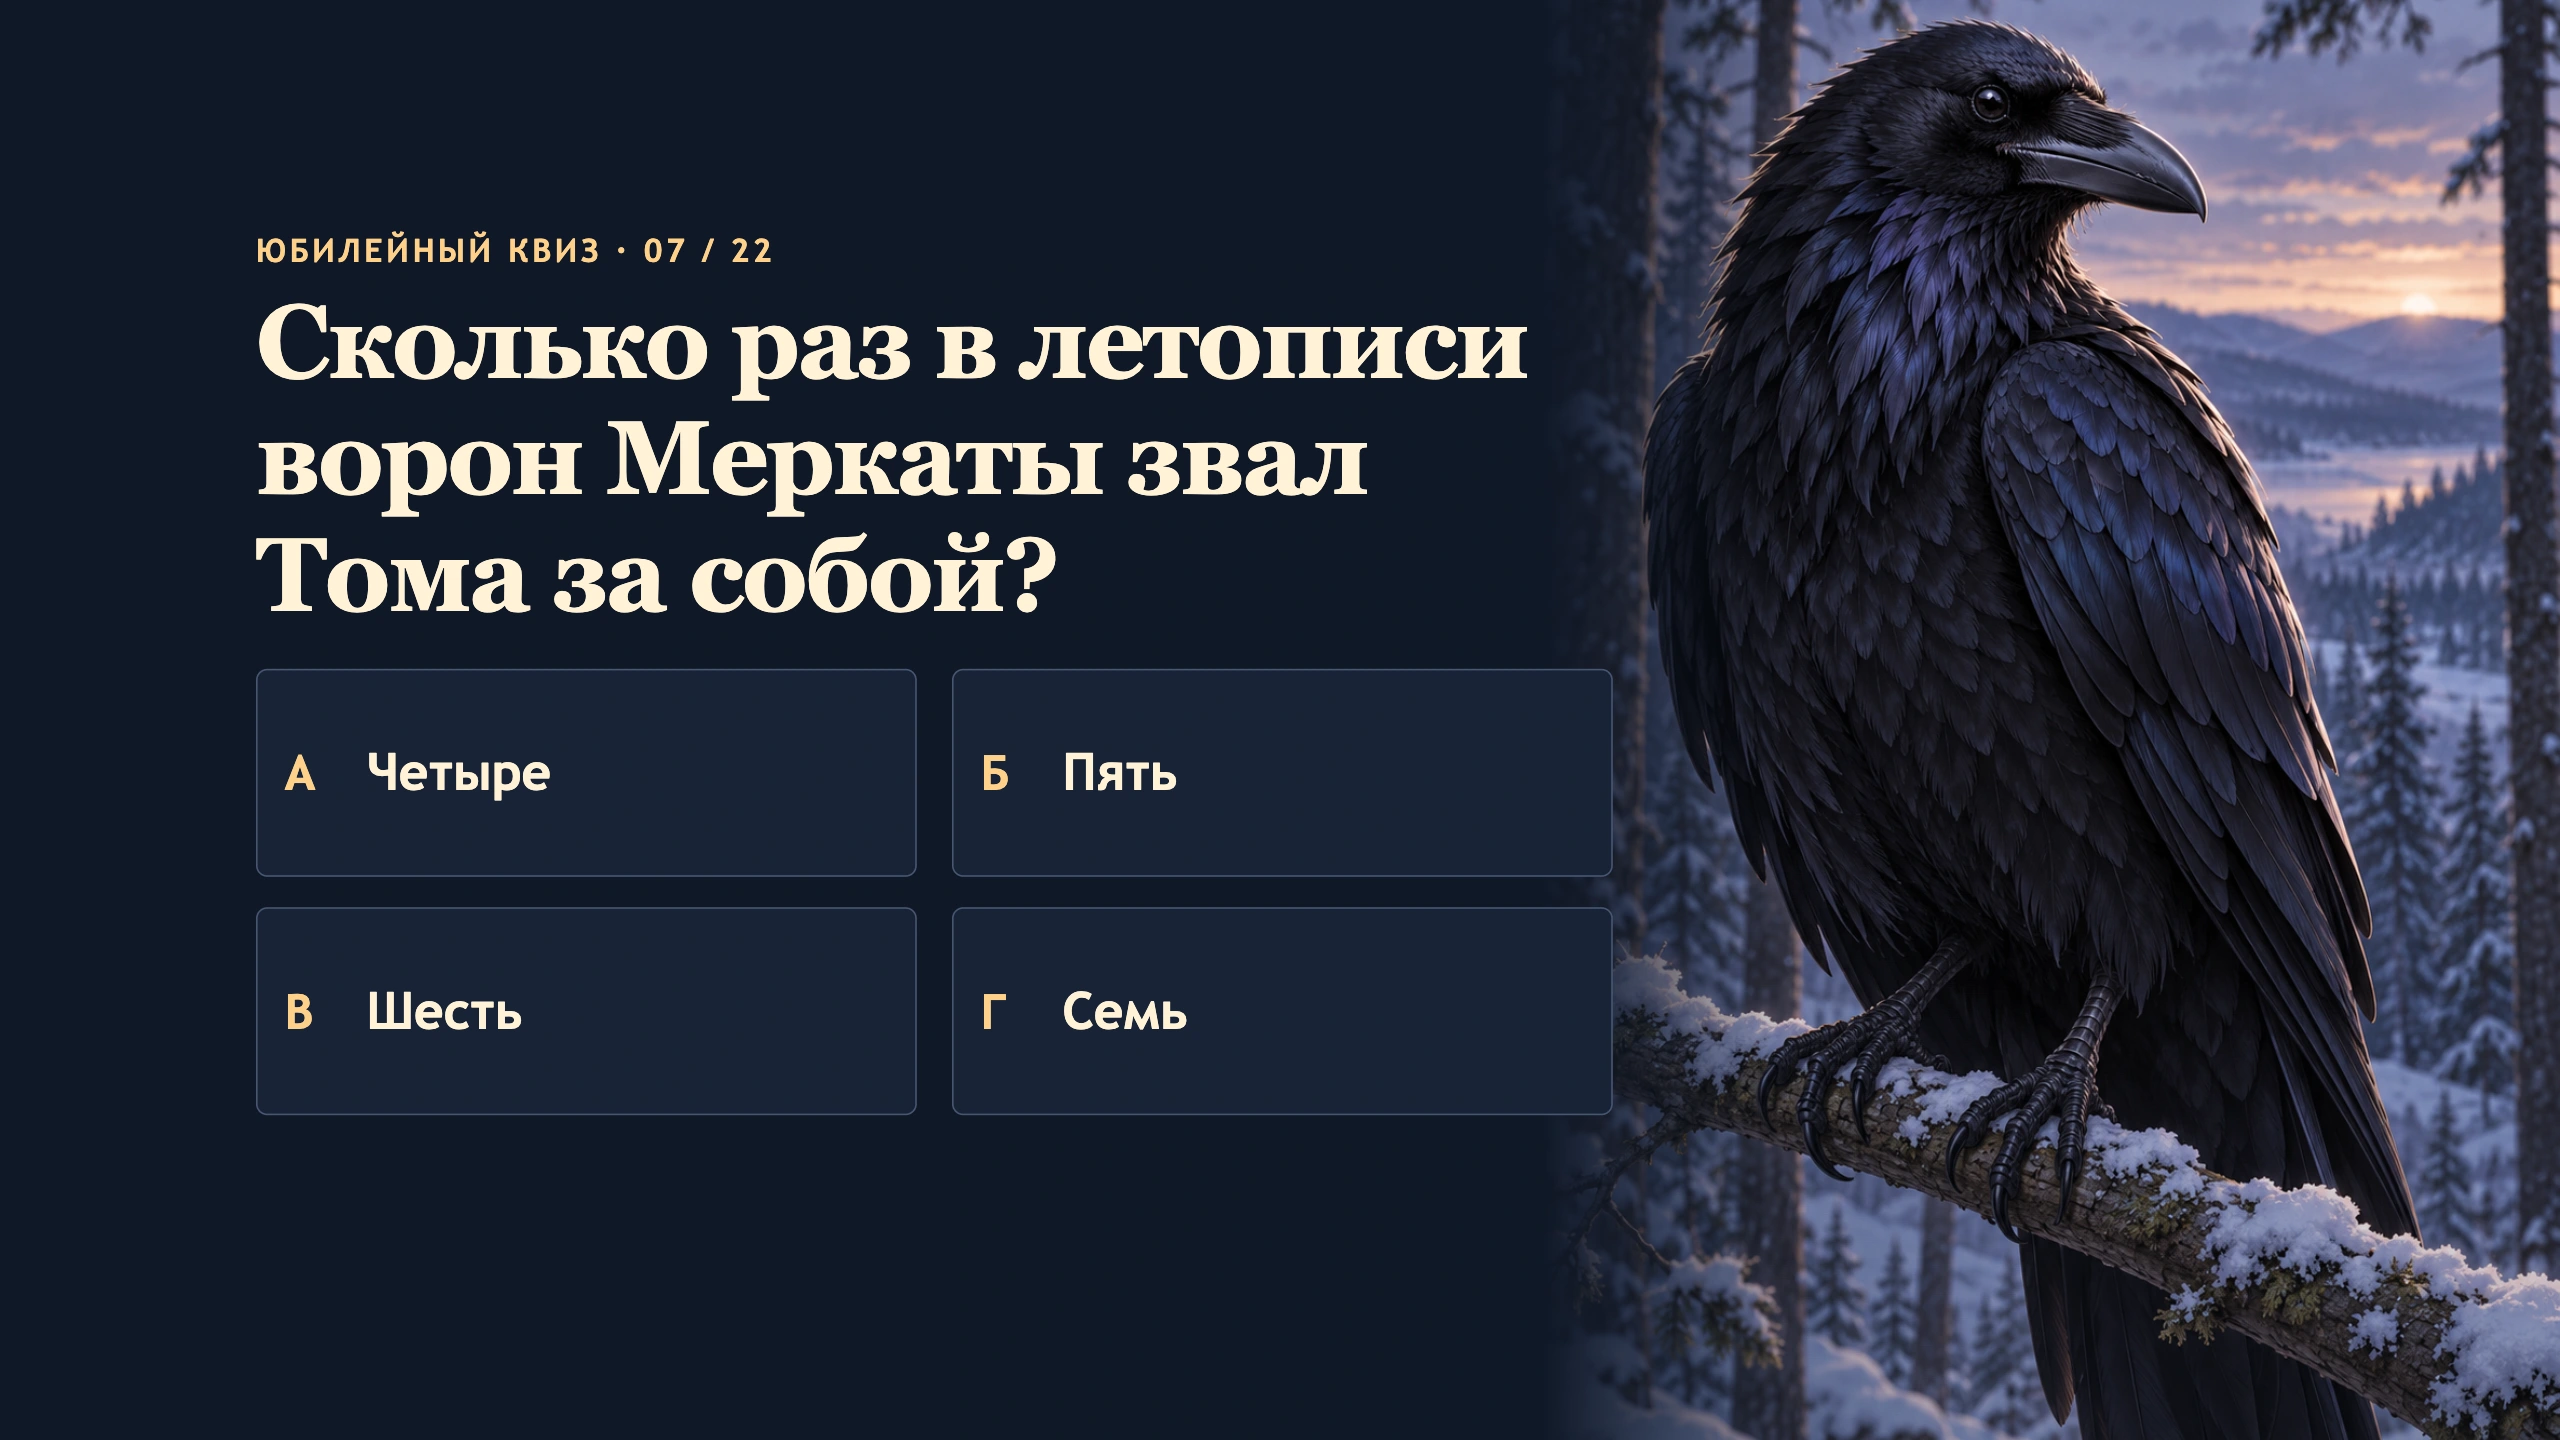 ЮБИЛЕЙНЫЙ КВИЗ · 07 / 22
Сколько раз в летописи
ворон Меркаты звал
Тома за собой?
А Четыре
Б Пять
В Шесть
Г Семь